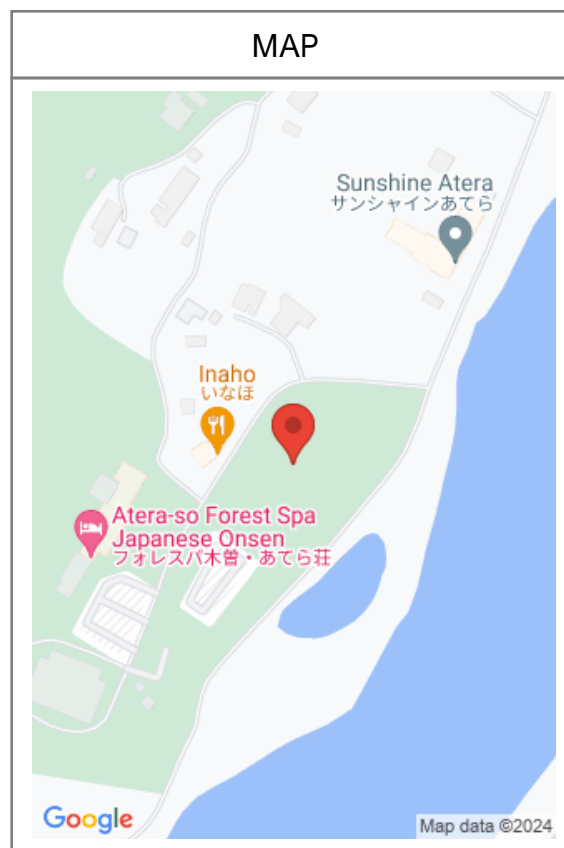 MAP
Sunshine Atera
サンシャインあてら
Inaho
いなほ
Atera-so Forest Spa
Japanese Onsen
フォレスパ木曽・あてら荘
Google
Map data ©2024